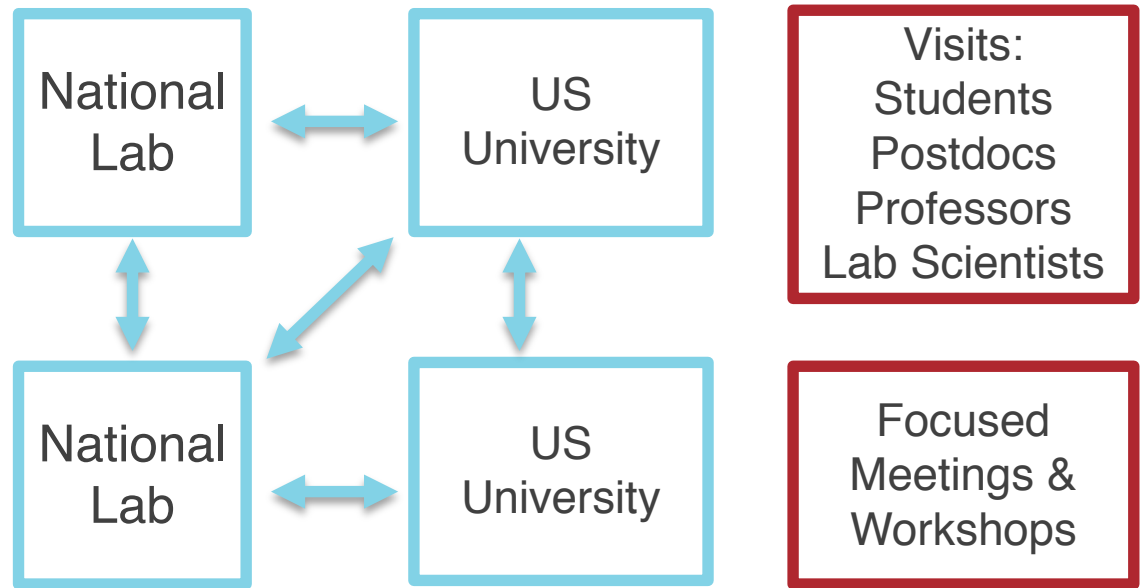 National
Lab
US
University
Visits:
Students
Postdocs
Professors
Lab Scientists
National
Lab
US
University
Focused
Meetings &
Workshops